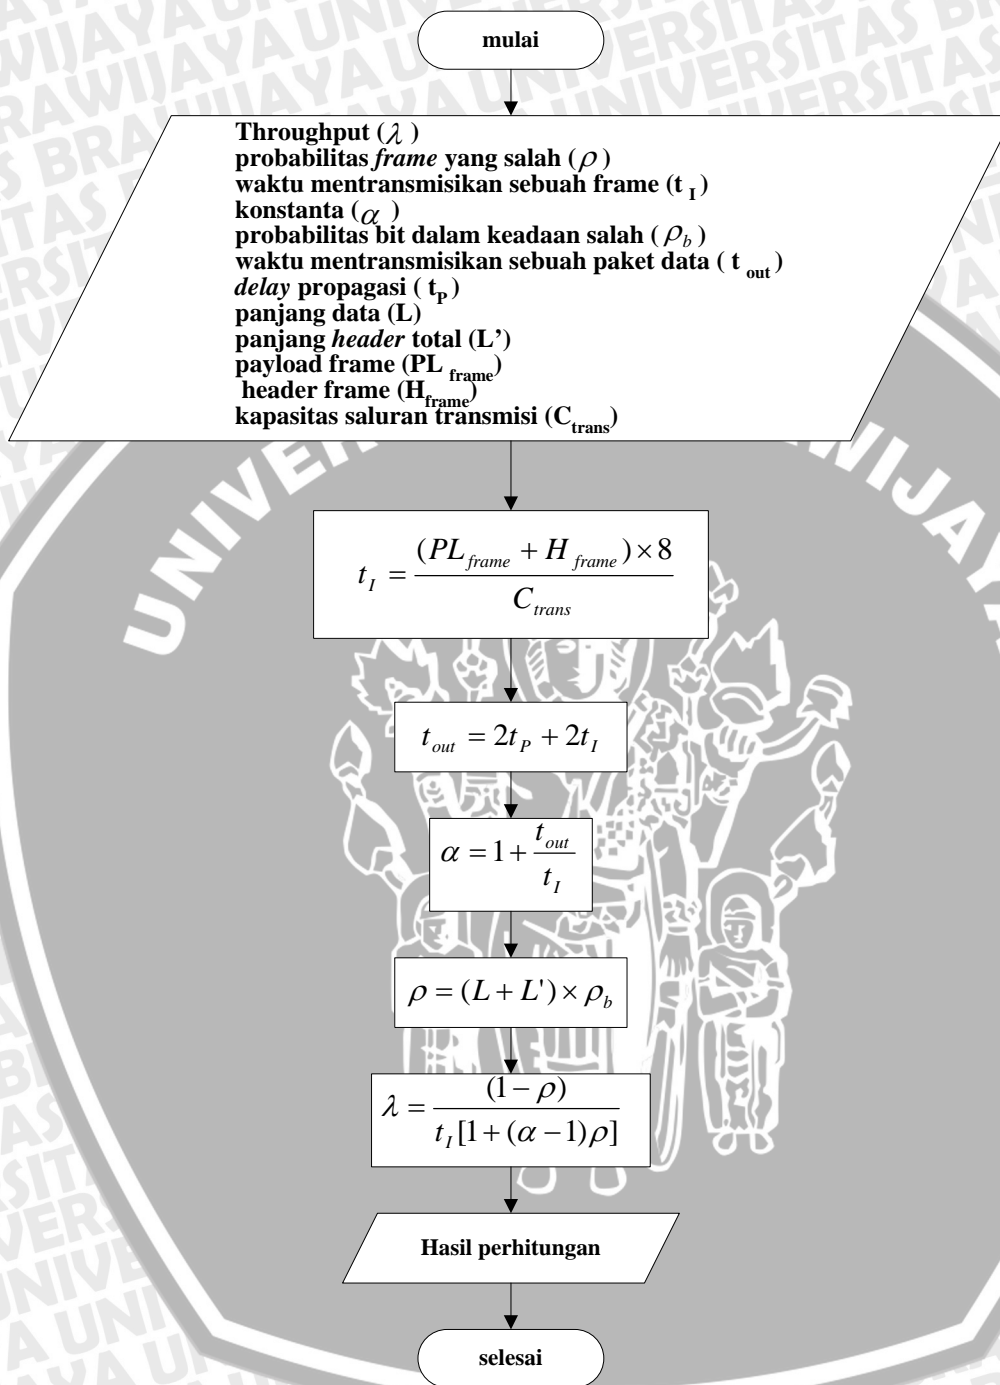 mulai
Throughput (λ)
probabilitas frame yang salah (ρ)
waktu mentransmisikan sebuah frame (t_I)
konstanta (α)
probabilitas bit dalam keadaan salah (ρ_b)
waktu mentransmisikan sebuah paket data (t_out)
delay propagasi (t_P)
panjang data (L)
panjang header total (L')
payload frame (PL_frame)
header frame (H_frame)
kapasitas saluran transmisi (C_trans)
t_I = (PL_frame + H_frame) × 8 / C_trans
t_out = 2t_P + 2t_I
α = 1 + t_out / t_I
ρ = (L + L') × ρ_b
λ = (1 − ρ) / t_I[1 + (α − 1)ρ]
Hasil perhitungan
selesai